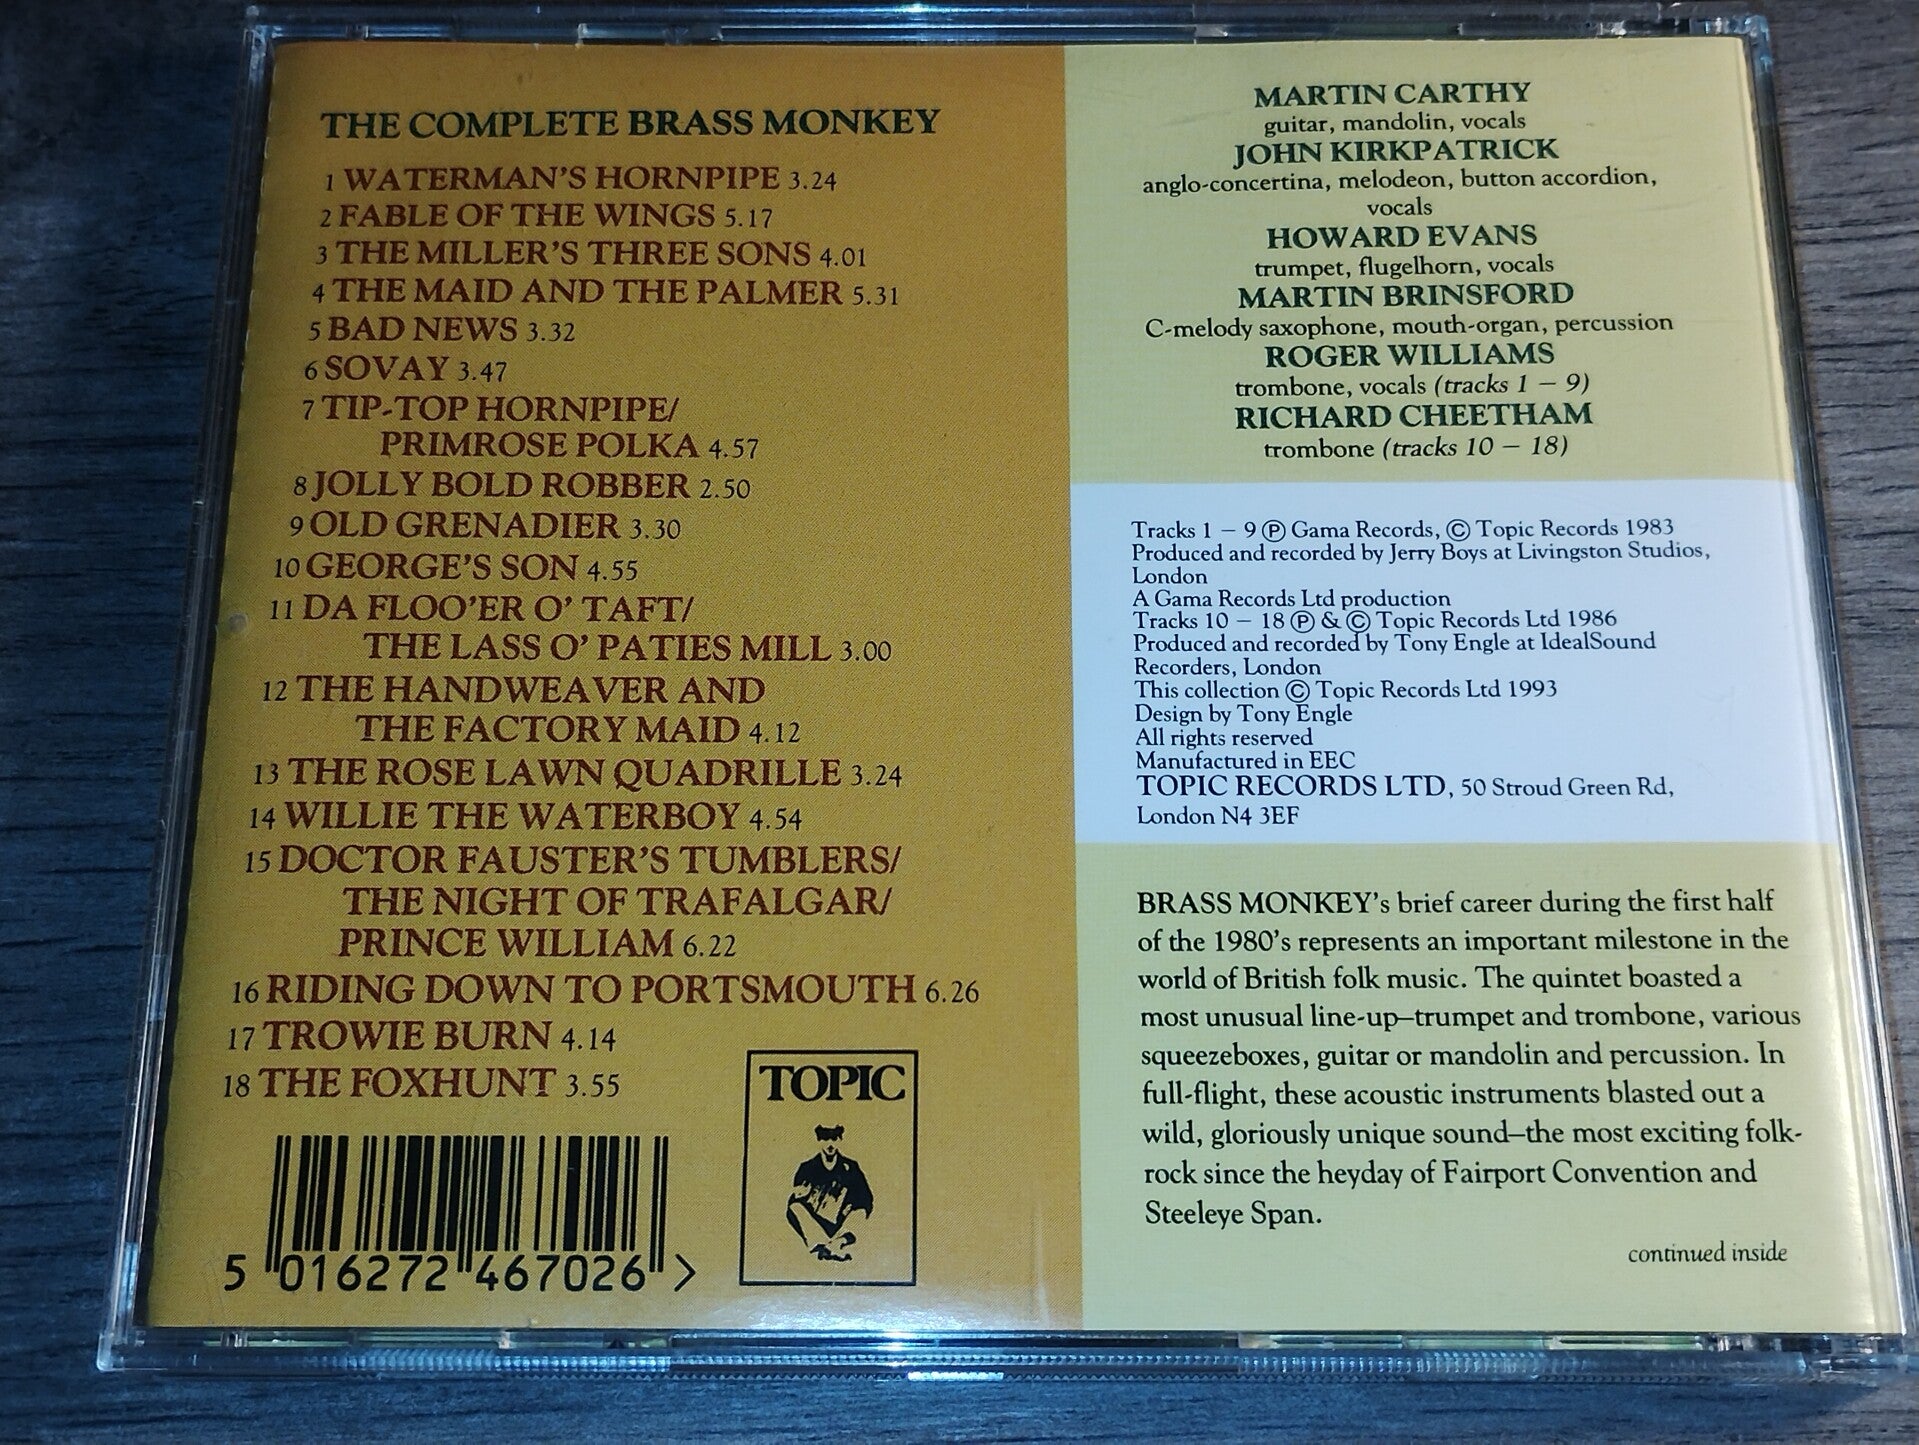 THE COMPLETE BRASS MONKEY
1 WATERMAN'S HORNPIPE 3.24
2 FABLE OF THE WINGS 5.17
3 THE MILLER'S THREE SONS 4.01
4 THE MAID AND THE PALMER 5.31
5 BAD NEWS 3.32
6 SOVAY 3.47
7 TIP-TOP HORNPIPE/
PRIMROSE POLKA 4.57
8 JOLLY BOLD ROBBER 2.50
9 OLD GRENADIER 3.30
10 GEORGE'S SON 4.55
11 DA FLOO'ER O' TAFT/
THE LASS O' PATIES MILL 3.00
12 THE HANDWEAVER AND
THE FACTORY MAID 4.12
13 THE ROSE LAWN QUADRILLE 3.24
14 WILLIE THE WATERBOY 4.54
15 DOCTOR FAUSTER'S TUMBLERS/
THE NIGHT OF TRAFALGAR/
PRINCE WILLIAM 6.22
16 RIDING DOWN TO PORTSMOUTH 6.26
17 TROWIE BURN 4.14
18 THE FOXHUNT 3.55
TOPIC
5 016272 467026 >
MARTIN CARTHY
guitar, mandolin, vocals
JOHN KIRKPATRICK
anglo-concertina, melodeon, button accordion,
vocals
HOWARD EVANS
trumpet, flugelhorn, vocals
MARTIN BRINSFORD
C-melody saxophone, mouth-organ, percussion
ROGER WILLIAMS
trombone, vocals (tracks 1 – 9)
RICHARD CHEETHAM
trombone (tracks 10 – 18)
Tracks 1 – 9 Ⓟ Gama Records, © Topic Records 1983
Produced and recorded by Jerry Boys at Livingston Studios,
London
A Gama Records Ltd production
Tracks 10 – 18 Ⓟ & © Topic Records Ltd 1986
Produced and recorded by Tony Engle at IdealSound
Recorders, London
This collection © Topic Records Ltd 1993
Design by Tony Engle
All rights reserved
Manufactured in EEC
TOPIC RECORDS LTD, 50 Stroud Green Rd,
London N4 3EF
BRASS MONKEY's brief career during the first half
of the 1980's represents an important milestone in the
world of British folk music. The quintet boasted a
most unusual line-up–trumpet and trombone, various
squeezeboxes, guitar or mandolin and percussion. In
full-flight, these acoustic instruments blasted out a
wild, gloriously unique sound–the most exciting folk-
rock since the heyday of Fairport Convention and
Steeleye Span.
continued inside